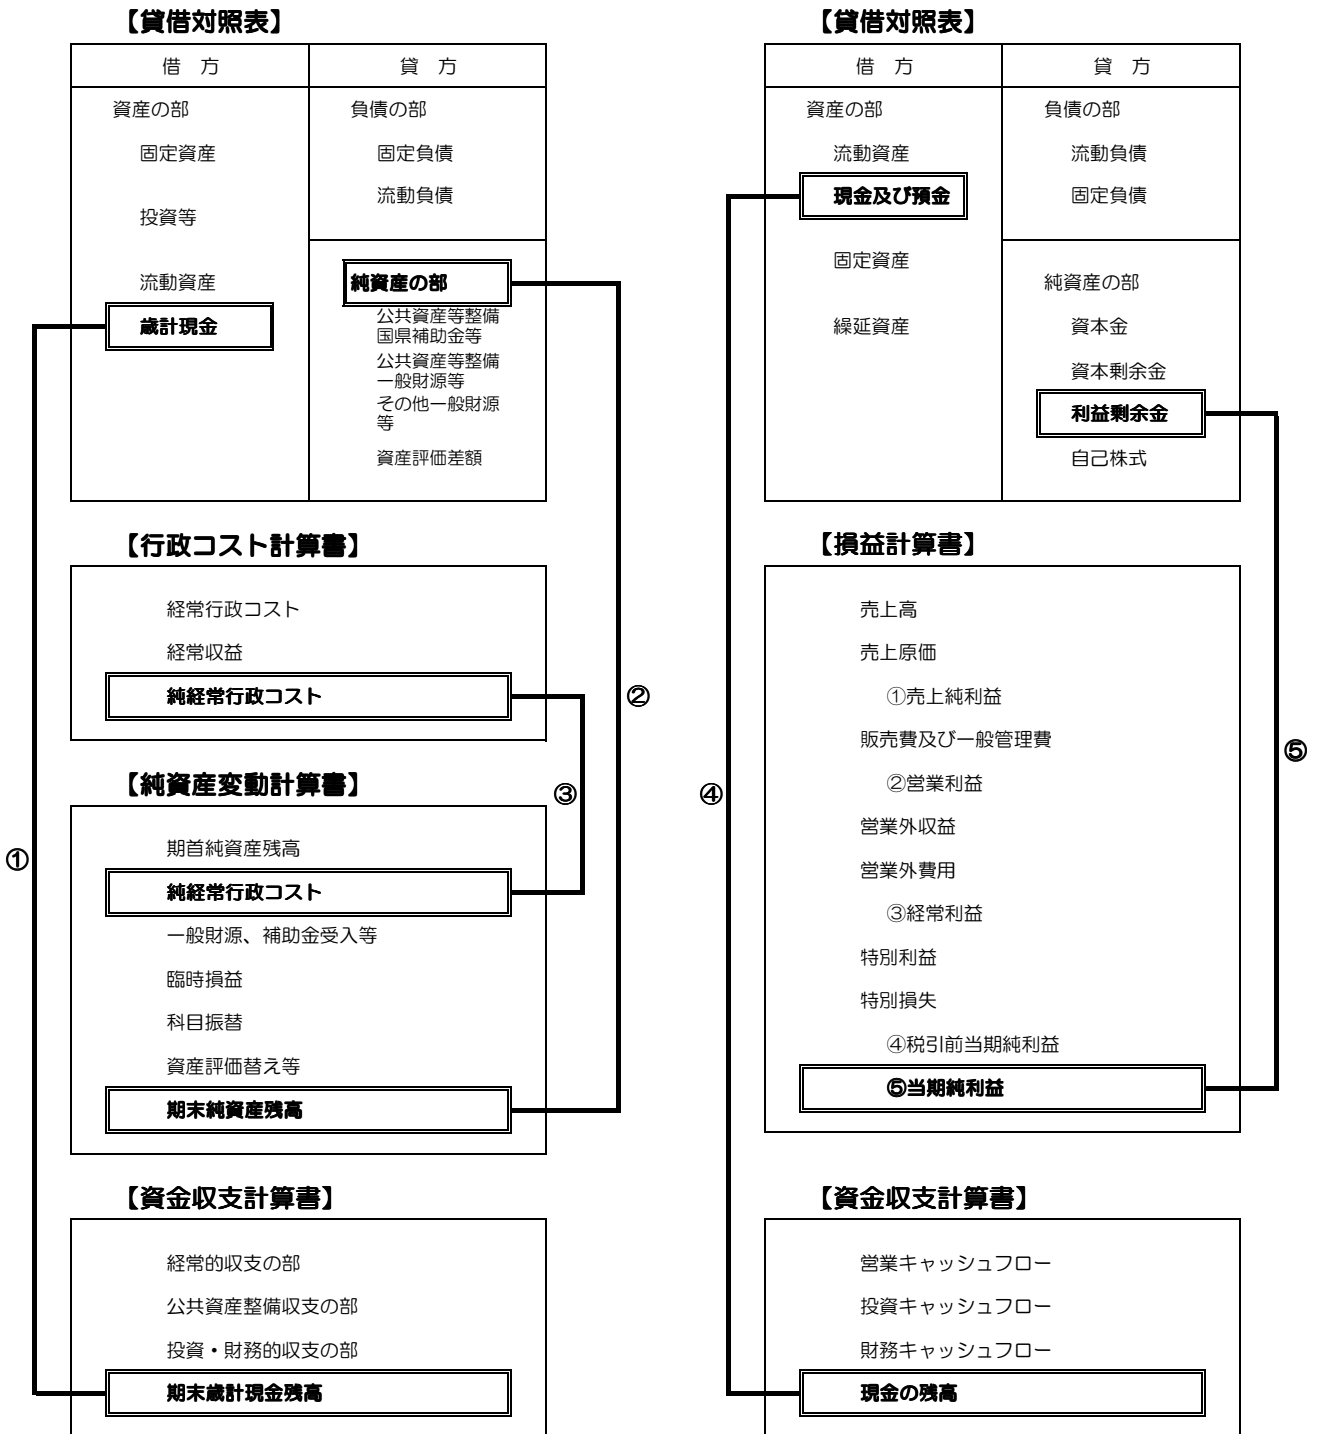 【貸借対照表】
借　方
貸　方
資産の部
固定資産
投資等
流動資産
歳計現金
負債の部
固定負債
流動負債
純資産の部
公共資産等整備
国県補助金等
公共資産等整備
一般財源等
その他一般財源
等
資産評価差額
【行政コスト計算書】
経常行政コスト
経常収益
純経常行政コスト
【純資産変動計算書】
期首純資産残高
純経常行政コスト
一般財源、補助金受入等
臨時損益
科目振替
資産評価替え等
期末純資産残高
【資金収支計算書】
経常的収支の部
公共資産整備収支の部
投資・財務的収支の部
期末歳計現金残高
①
②
③
【貸借対照表】
借　方
貸　方
資産の部
流動資産
現金及び預金
固定資産
繰延資産
負債の部
流動負債
固定負債
純資産の部
資本金
資本剰余金
利益剰余金
自己株式
【損益計算書】
売上高
売上原価
①売上純利益
販売費及び一般管理費
②営業利益
営業外収益
営業外費用
③経常利益
特別利益
特別損失
④税引前当期純利益
⑤当期純利益
【資金収支計算書】
営業キャッシュフロー
投資キャッシュフロー
財務キャッシュフロー
現金の残高
④
⑤